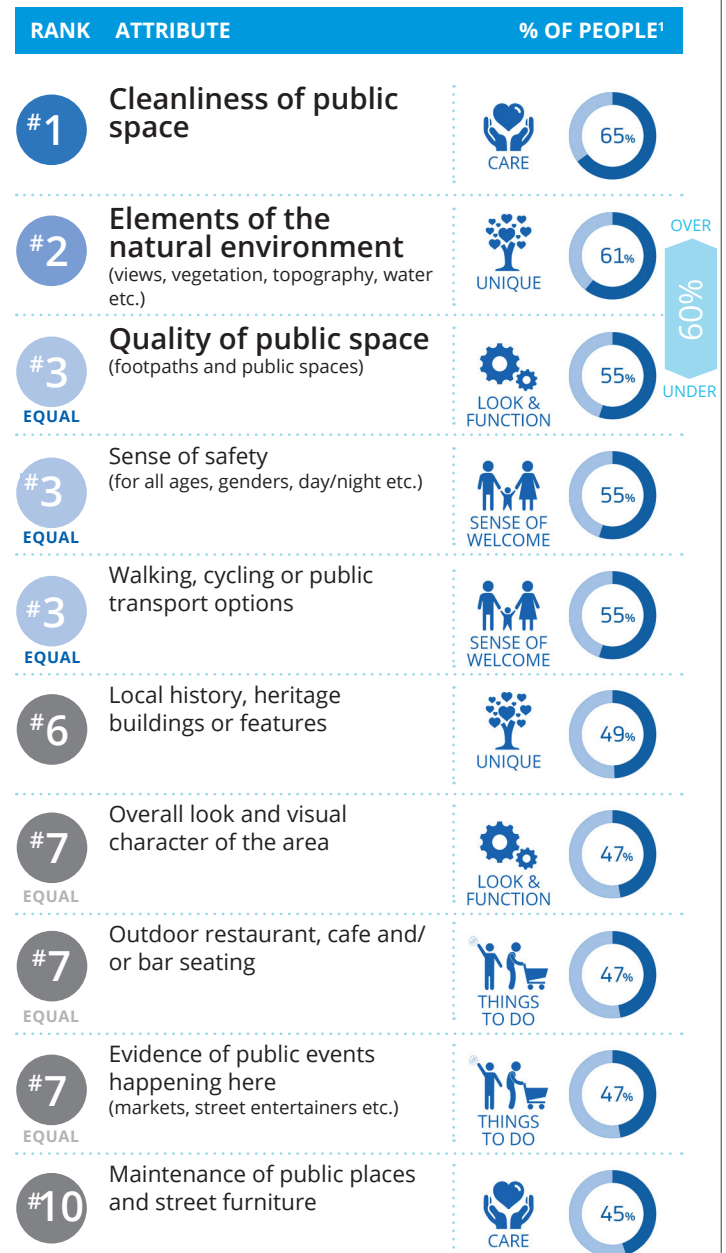 RANK ATTRIBUTE % OF PEOPLE¹
#1
Cleanliness of public
space
CARE
65%
#2
Elements of the
natural environment
(views, vegetation, topography, water
etc.)
UNIQUE
61%
OVER
60%
UNDER
#3
EQUAL
Quality of public space
(footpaths and public spaces)
LOOK &
FUNCTION
55%
#3
EQUAL
Sense of safety
(for all ages, genders, day/night etc.)
SENSE OF
WELCOME
55%
#3
EQUAL
Walking, cycling or public
transport options
SENSE OF
WELCOME
55%
#6
Local history, heritage
buildings or features
UNIQUE
49%
#7
EQUAL
Overall look and visual
character of the area
LOOK &
FUNCTION
47%
#7
EQUAL
Outdoor restaurant, cafe and/
or bar seating
THINGS
TO DO
47%
#7
EQUAL
Evidence of public events
happening here
(markets, street entertainers etc.)
THINGS
TO DO
47%
#10
Maintenance of public places
and street furniture
CARE
45%